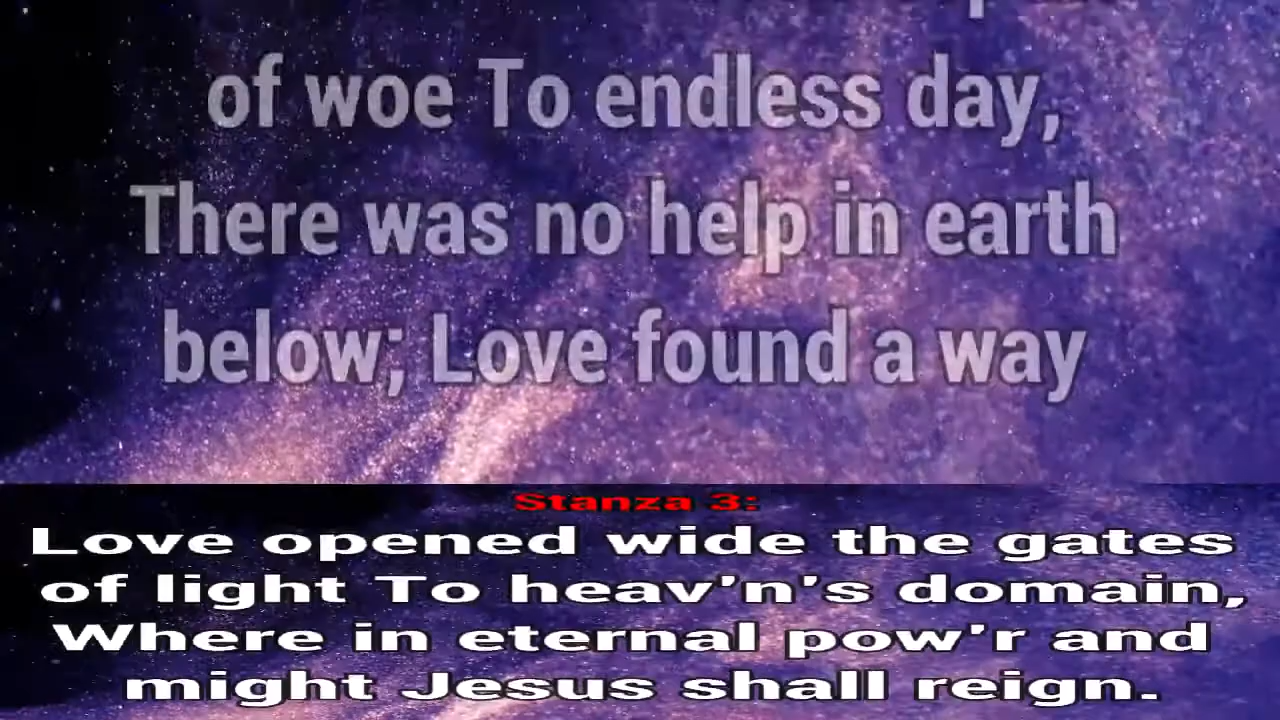 of woe To endless day,
There was no help in earth
below; Love found a way
Stanza 3:
Love opened wide the gates
of light To heav'n's domain,
Where in eternal pow'r and
might Jesus shall reign.